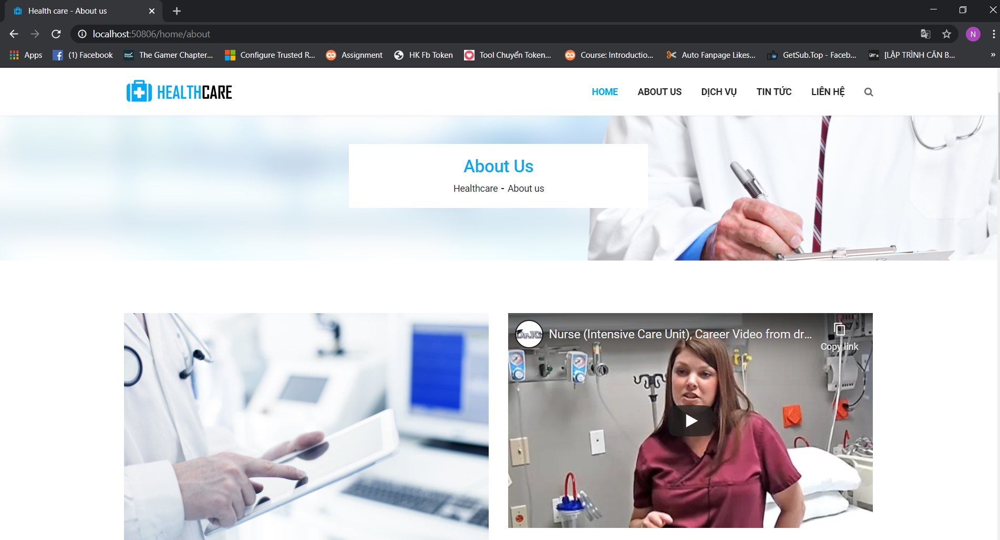 Health care - About us
localhost:50806/home/about
N
Apps (1) Facebook The Gamer Chapter... Configure Trusted R... Assignment HK Fb Token Tool Chuyển Token... Course: Introductio... Auto Fanpage Likes... GetSub.Top - Faceb... [LẬP TRÌNH CĂN B... »
HEALTHCARE
HOME ABOUT US DỊCH VỤ TIN TỨC LIÊN HỆ
About Us
Healthcare - About us
Dr.Ki
Nurse (Intensive Care Unit), Career Video from dr...
Copy link